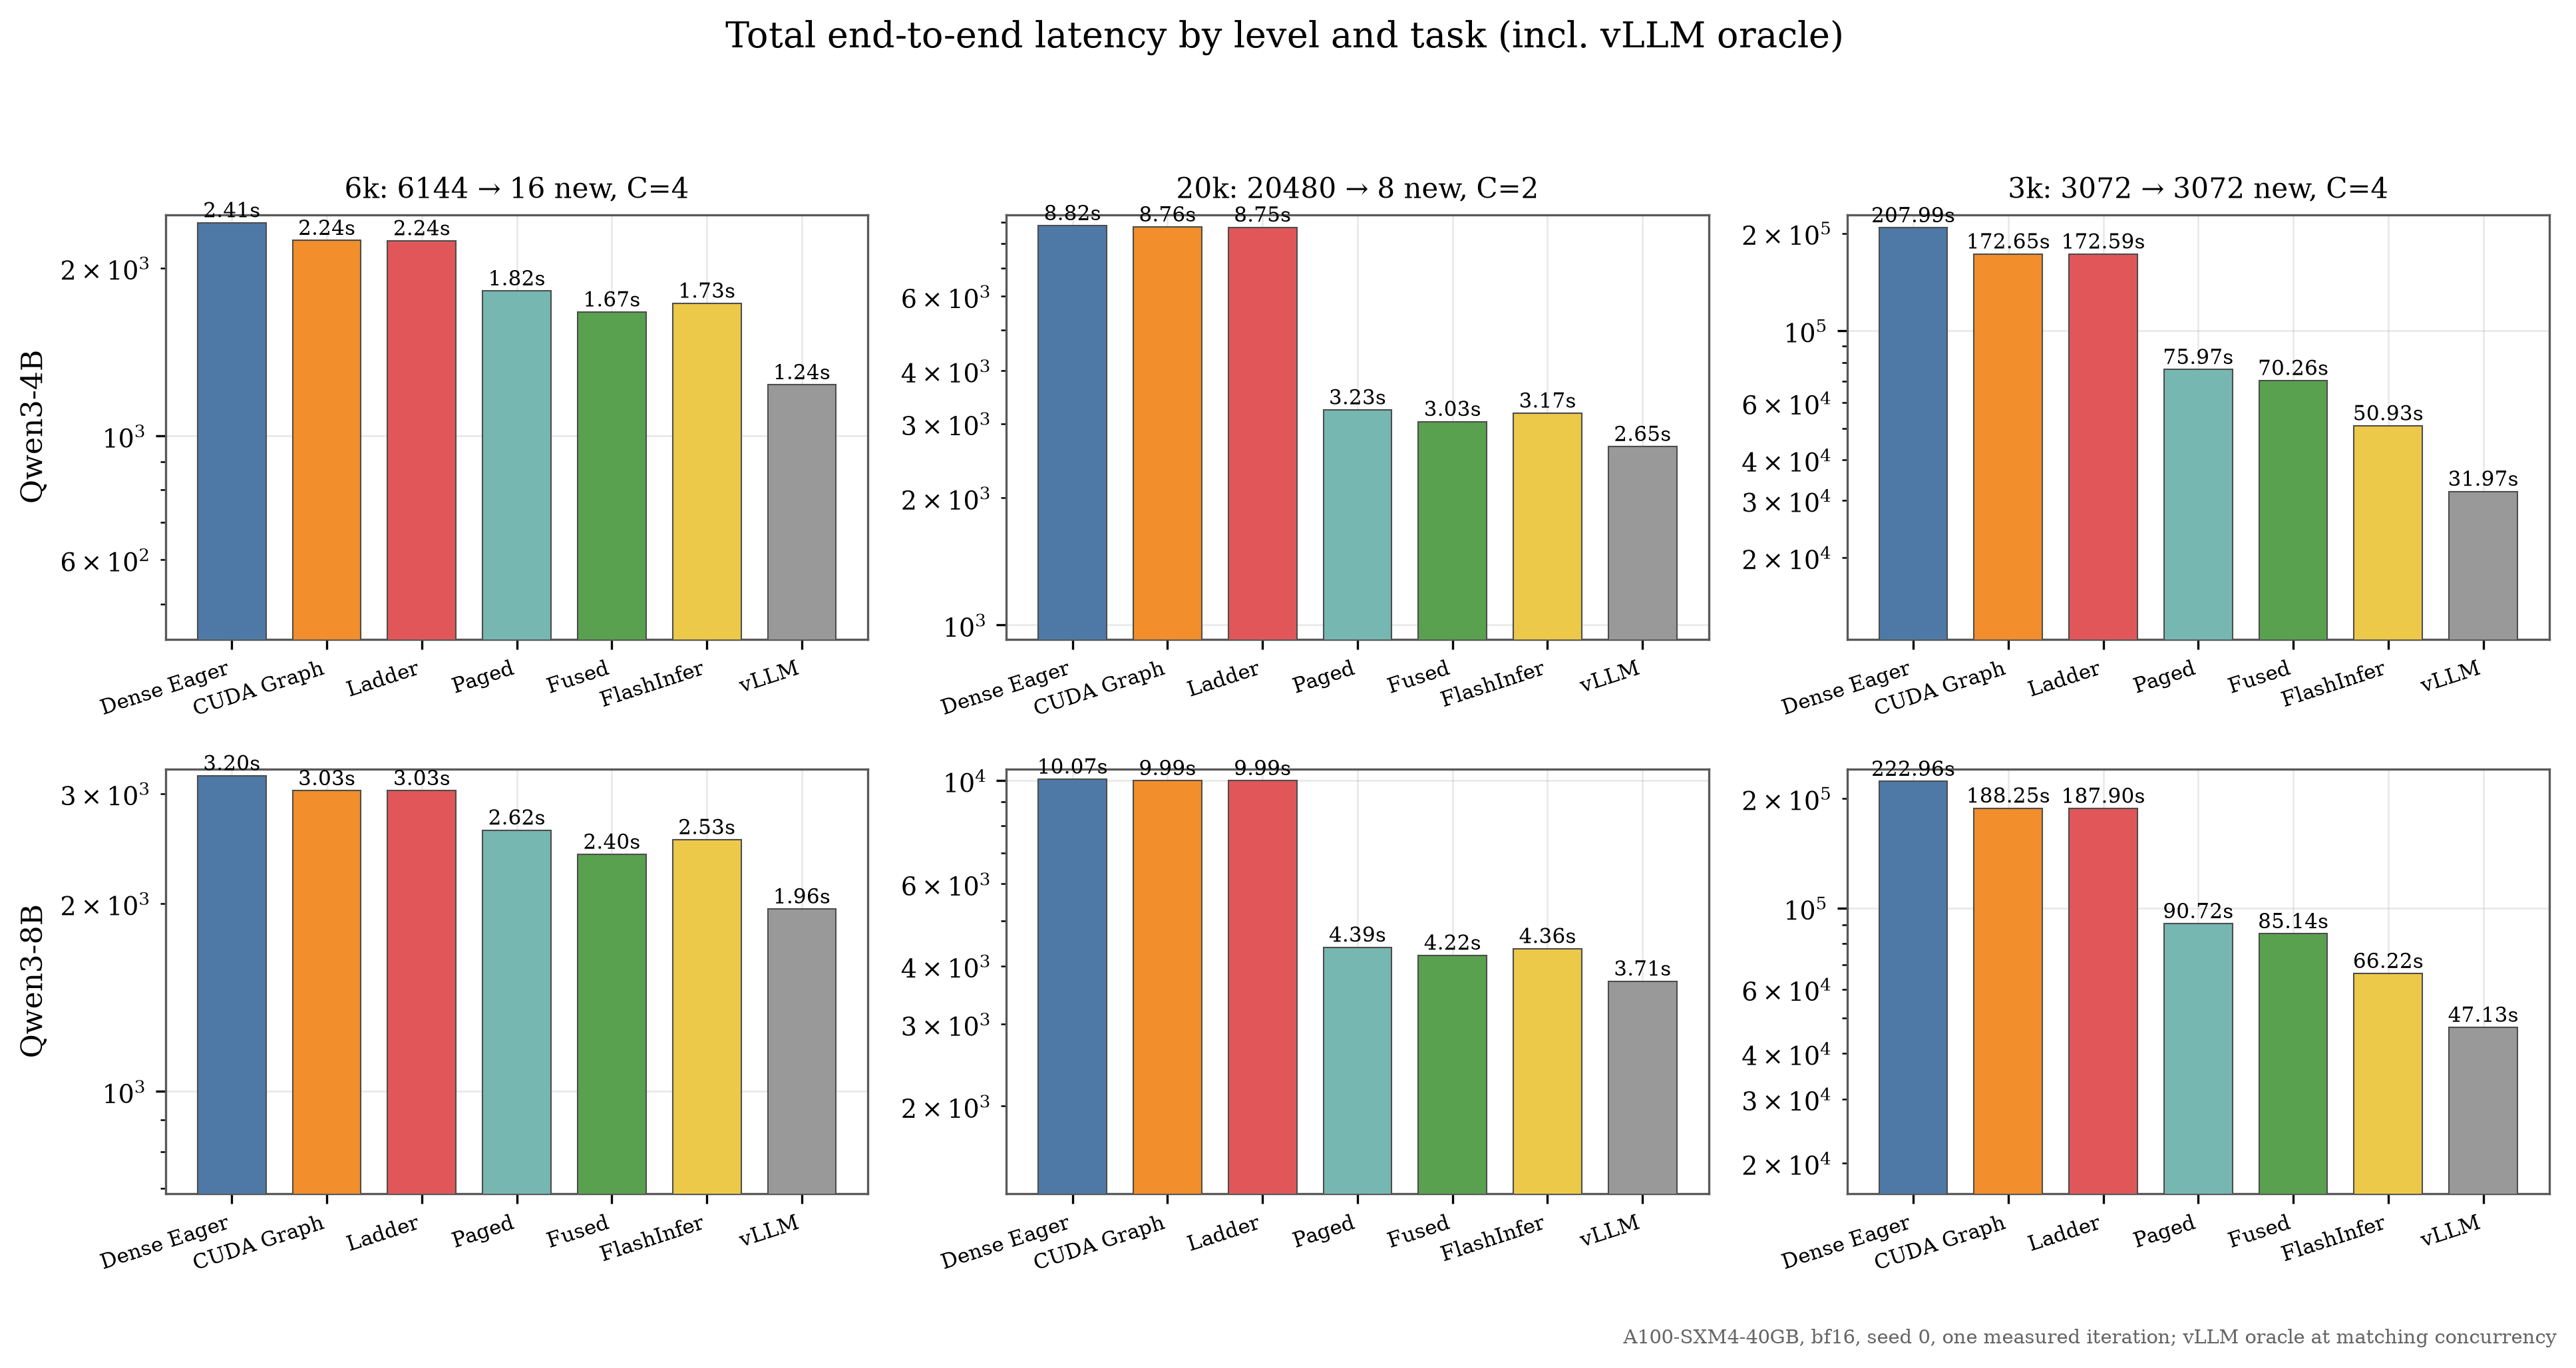 Total end-to-end latency by level and task (incl. vLLM oracle)
6k: 6144 → 16 new, C=4
2.41s
2.24s
2.24s
1.82s
1.67s
1.73s
1.24s
2 × 10³
10³
6 × 10²
Qwen3-4B
Dense Eager
CUDA Graph
Ladder
Paged
Fused
FlashInfer
vLLM
20k: 20480 → 8 new, C=2
8.82s
8.76s
8.75s
3.23s
3.03s
3.17s
2.65s
6 × 10³
4 × 10³
3 × 10³
2 × 10³
10³
Dense Eager
CUDA Graph
Ladder
Paged
Fused
FlashInfer
vLLM
3k: 3072 → 3072 new, C=4
207.99s
172.65s
172.59s
75.97s
70.26s
50.93s
31.97s
2 × 10⁵
10⁵
6 × 10⁴
4 × 10⁴
3 × 10⁴
2 × 10⁴
Dense Eager
CUDA Graph
Ladder
Paged
Fused
FlashInfer
vLLM
3.20s
3.03s
3.03s
2.62s
2.40s
2.53s
1.96s
3 × 10³
2 × 10³
10³
Qwen3-8B
Dense Eager
CUDA Graph
Ladder
Paged
Fused
FlashInfer
vLLM
10.07s
9.99s
9.99s
4.39s
4.22s
4.36s
3.71s
10⁴
6 × 10³
4 × 10³
3 × 10³
2 × 10³
Dense Eager
CUDA Graph
Ladder
Paged
Fused
FlashInfer
vLLM
222.96s
188.25s
187.90s
90.72s
85.14s
66.22s
47.13s
2 × 10⁵
10⁵
6 × 10⁴
4 × 10⁴
3 × 10⁴
2 × 10⁴
Dense Eager
CUDA Graph
Ladder
Paged
Fused
FlashInfer
vLLM
A100-SXM4-40GB, bf16, seed 0, one measured iteration; vLLM oracle at matching concurrency